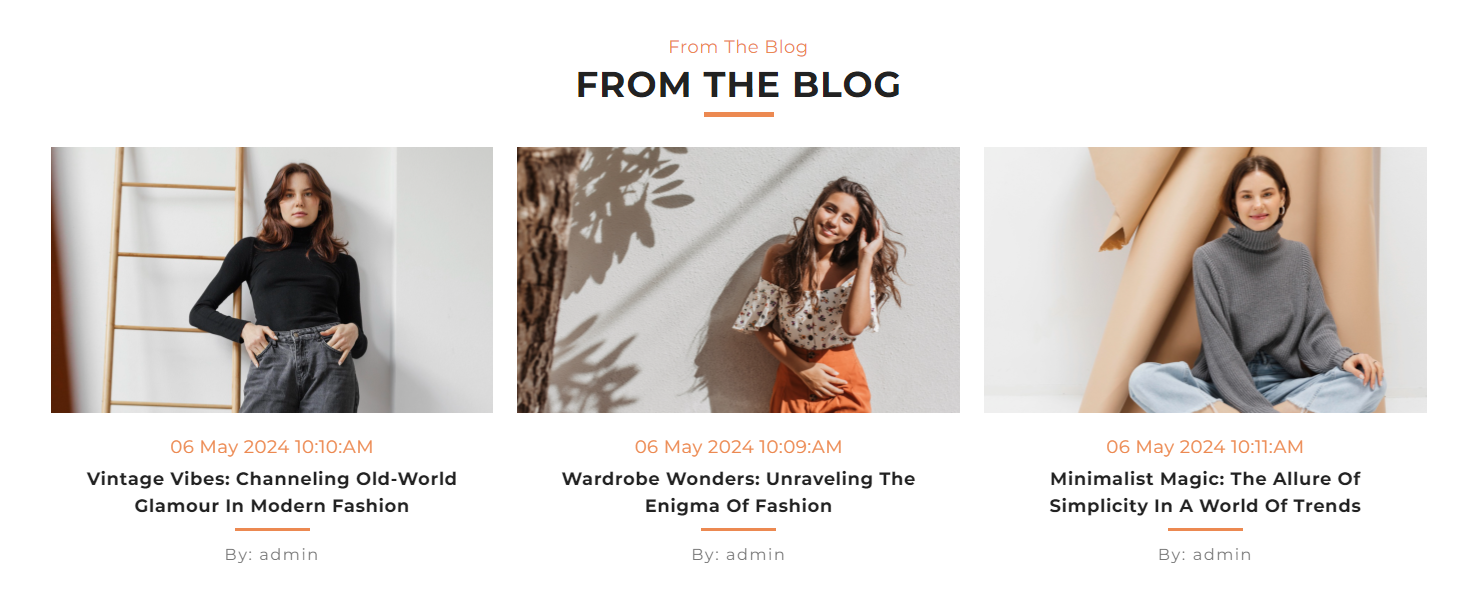 From The Blog
FROM THE BLOG
06 May 2024 10:10:AM
Vintage Vibes: Channeling Old-World
Glamour In Modern Fashion
By: admin
06 May 2024 10:09:AM
Wardrobe Wonders: Unraveling The
Enigma Of Fashion
By: admin
06 May 2024 10:11:AM
Minimalist Magic: The Allure Of
Simplicity In A World Of Trends
By: admin